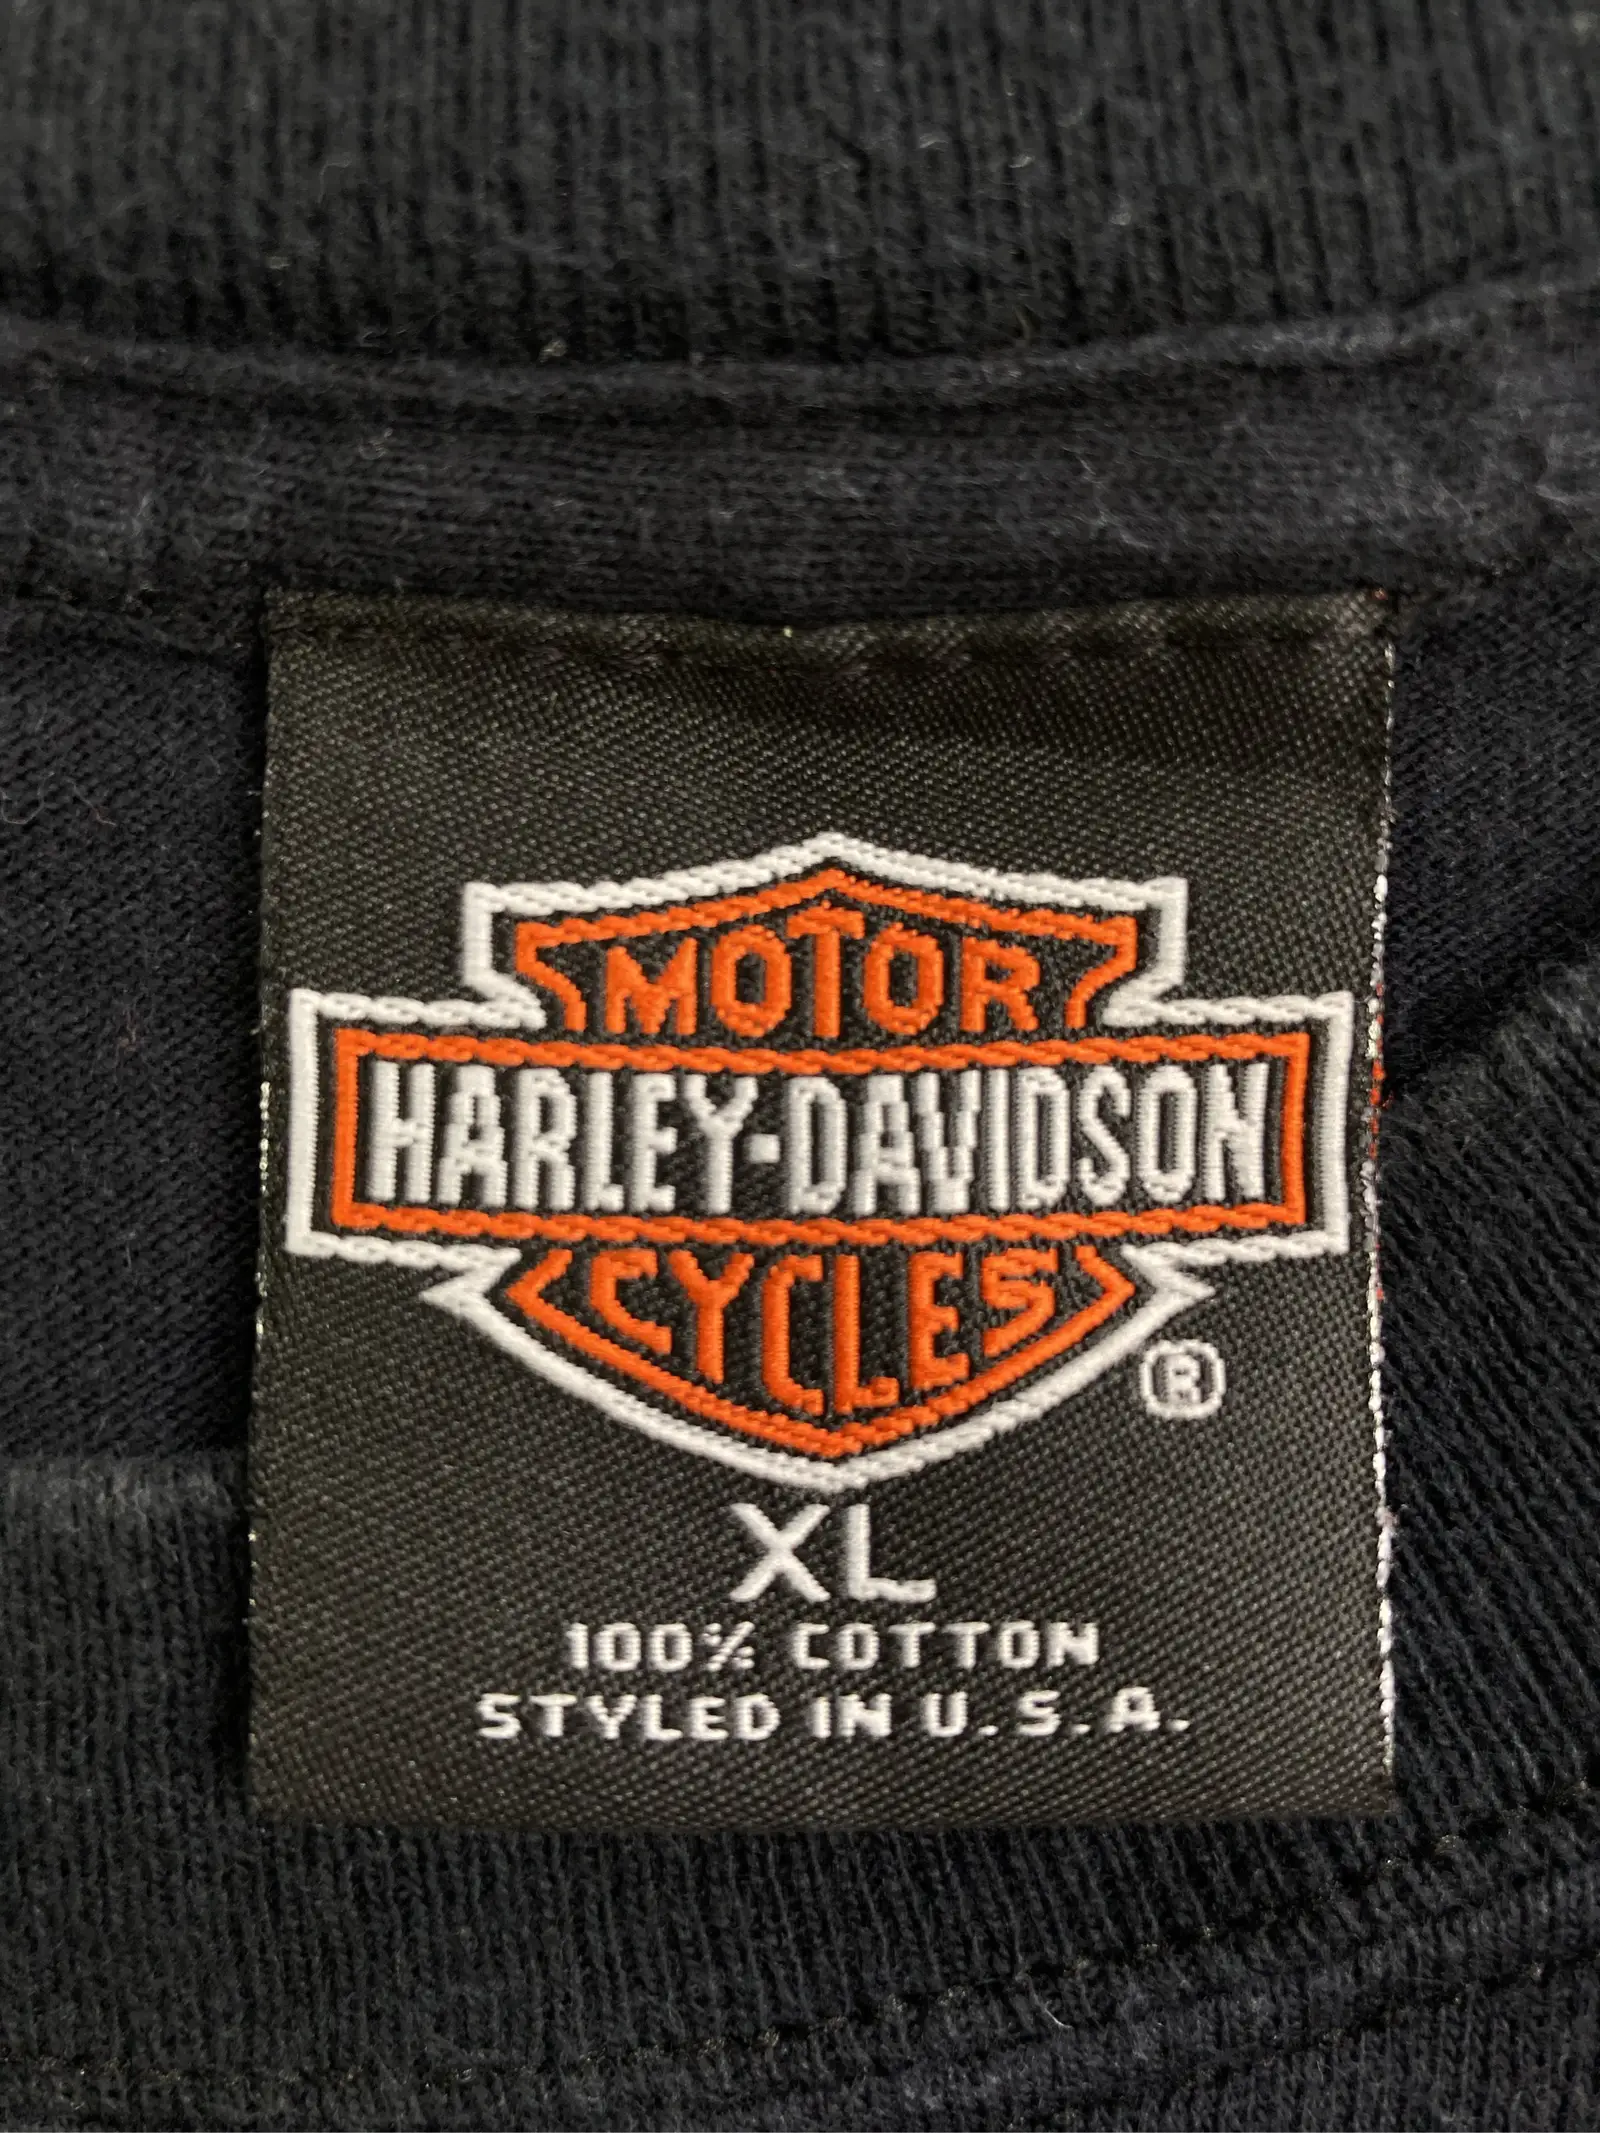 MOTOR
HARLEY-DAVIDSON
CYCLES
®
XL
100% COTTON
STYLED IN U.S.A.